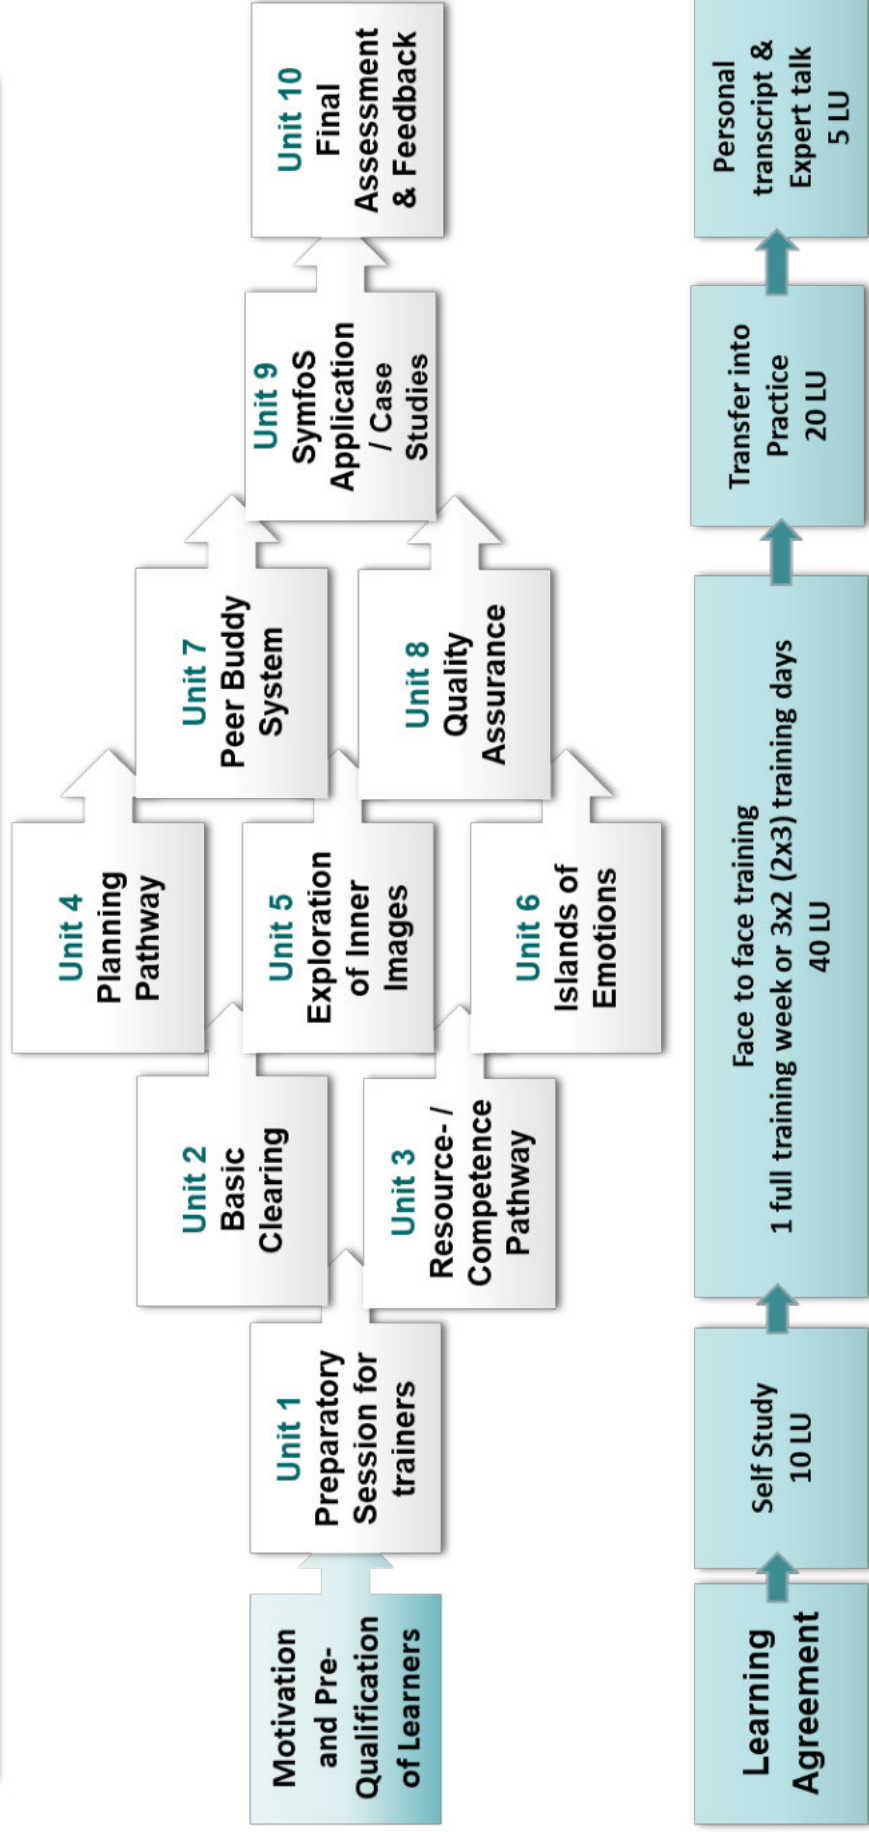 Motivation
and Pre-
Qualification
of Learners
Unit 1
Preparatory
Session for
trainers
Unit 2
Basic
Clearing
Unit 3
Resource- /
Competence
Pathway
Unit 4
Planning
Pathway
Unit 5
Exploration
of Inner
Images
Unit 6
Islands of
Emotions
Unit 7
Peer Buddy
System
Unit 8
Quality
Assurance
Unit 9
SymfoS
Application
/ Case
Studies
Unit 10
Final
Assessment
& Feedback
Learning
Agreement
Self Study
10 LU
Face to face training
1 full training week or 3x2 (2x3) training days
40 LU
Transfer into
Practice
20 LU
Personal
transcript &
Expert talk
5 LU